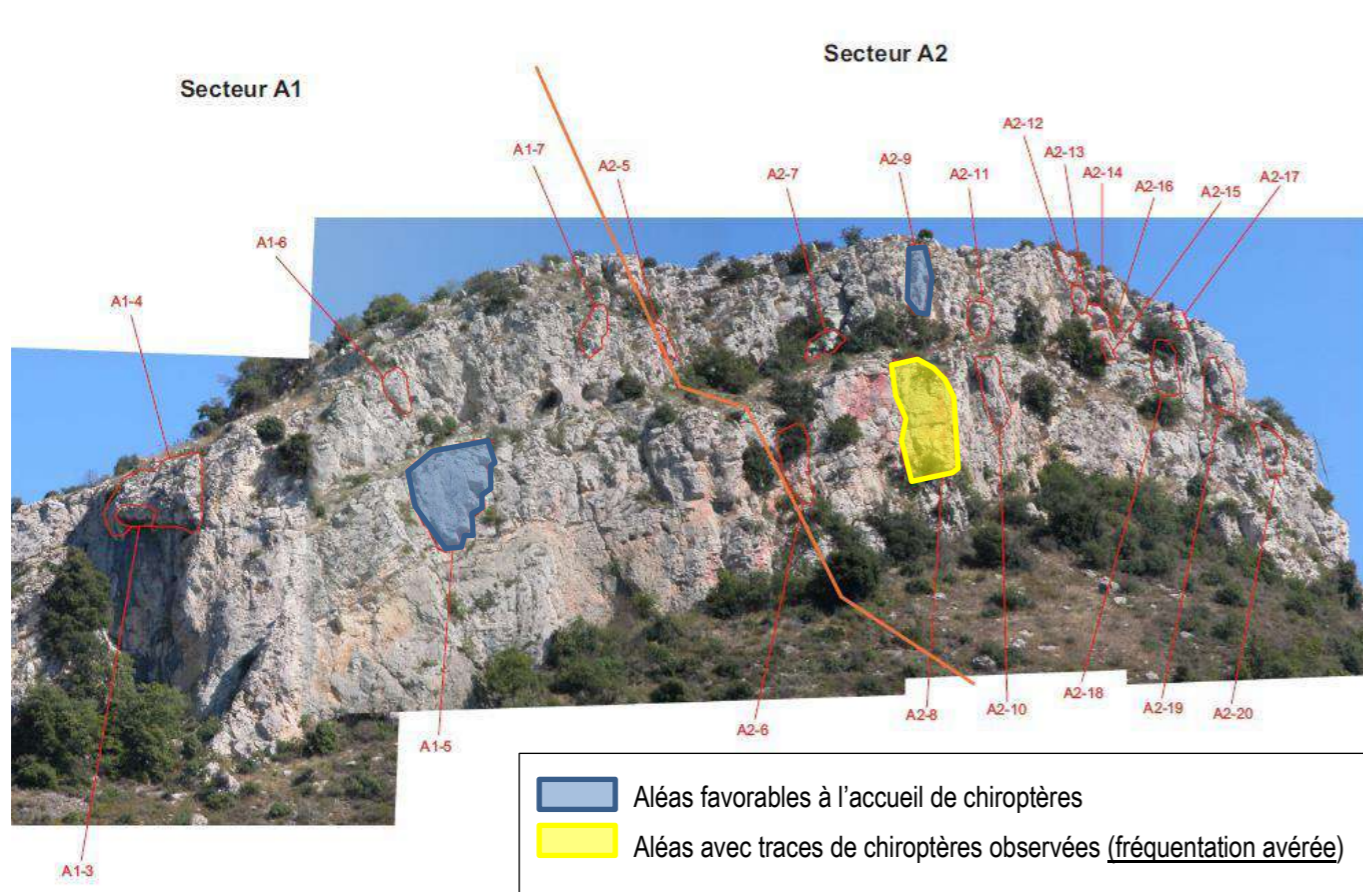 Secteur A2
Secteur A1
A2-12
A1-7
A2-5
A2-7
A2-9
A2-11
A2-13
A2-14
A2-16
A2-15
A2-17
A1-6
A1-4
A1-5
A2-6
A2-8
A2-10
A2-18
A2-19
A2-20
A1-3
Aléas favorables à l’accueil de chiroptères
Aléas avec traces de chiroptères observées (fréquentation avérée)